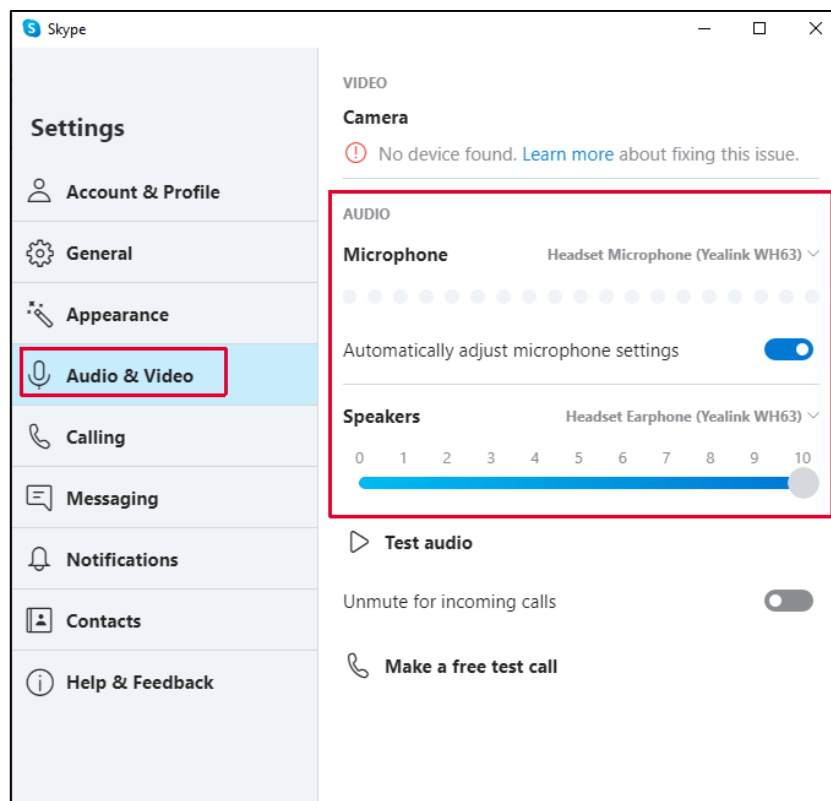 Skype
Settings
Account & Profile
General
Appearance
Audio & Video
Calling
Messaging
Notifications
Contacts
Help & Feedback
VIDEO
Camera
No device found. Learn more about fixing this issue.
AUDIO
Microphone Headset Microphone (Yealink WH63)
Automatically adjust microphone settings
Speakers Headset Earphone (Yealink WH63)
0 1 2 3 4 5 6 7 8 9 10
Test audio
Unmute for incoming calls
Make a free test call